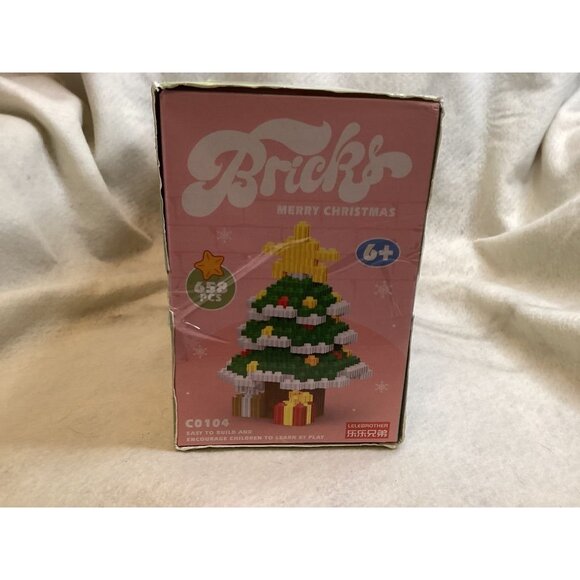 Bricks
MERRY CHRISTMAS
6+
658
PCS
C0104
EASY TO BUILD AND
ENCOURAGE CHILDREN TO LEARN BY PLAY
LELEBROTHER
乐乐兄弟